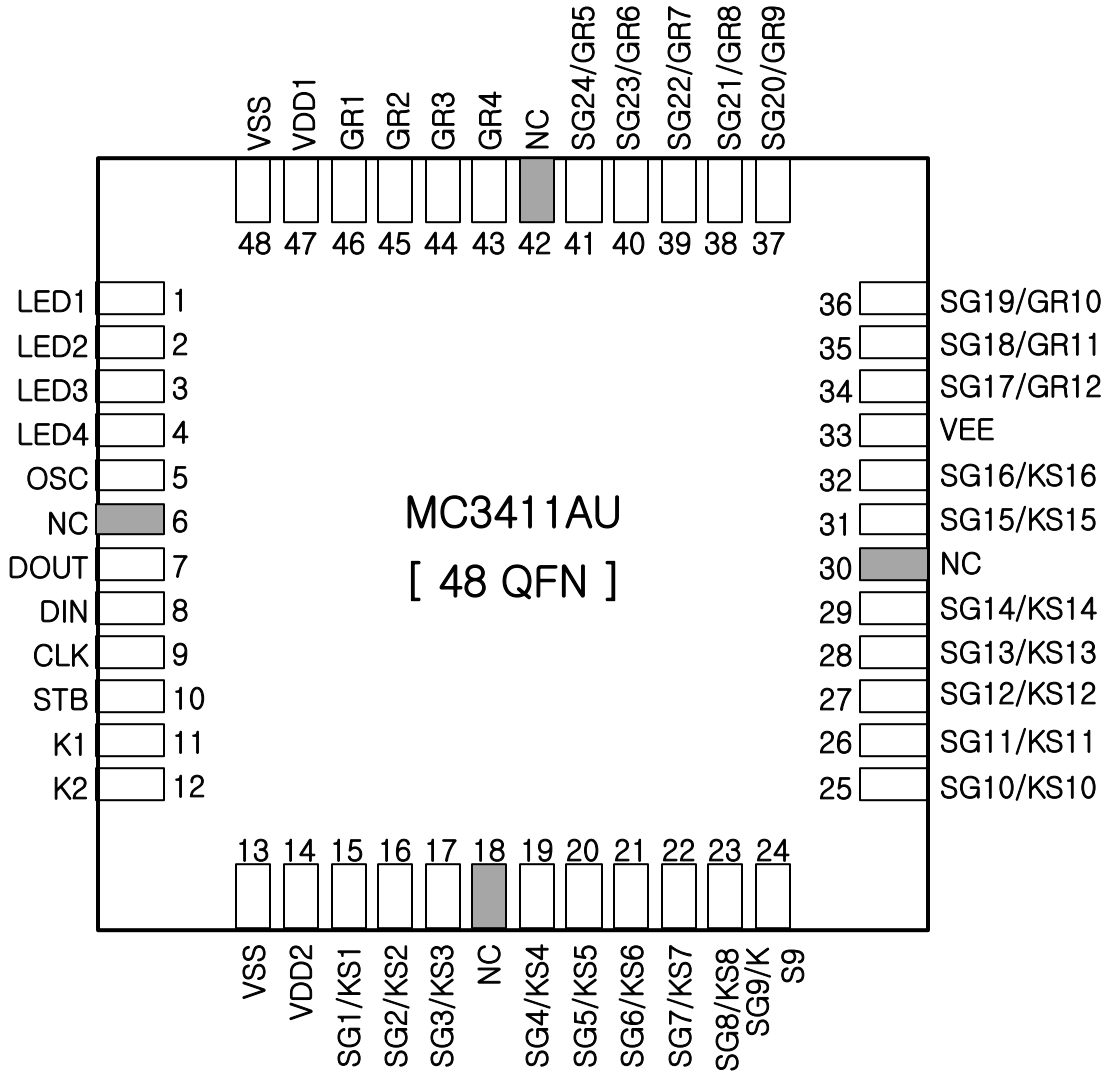 VSS
VDD1
GR1
GR2
GR3
GR4
NC
SG24/GR5
SG23/GR6
SG22/GR7
SG21/GR8
SG20/GR9
48 47 46 45 44 43 42 41 40 39 38 37
LED1 1
LED2 2
LED3 3
LED4 4
OSC 5
NC 6
DOUT 7
DIN 8
CLK 9
STB 10
K1 11
K2 12
MC3411AU
[ 48 QFN ]
36 SG19/GR10
35 SG18/GR11
34 SG17/GR12
33 VEE
32 SG16/KS16
31 SG15/KS15
30 NC
29 SG14/KS14
28 SG13/KS13
27 SG12/KS12
26 SG11/KS11
25 SG10/KS10
13 14 15 16 17 18 19 20 21 22 23 24
VSS
VDD2
SG1/KS1
SG2/KS2
SG3/KS3
NC
SG4/KS4
SG5/KS5
SG6/KS6
SG7/KS7
SG8/KS8
SG9/K
S9